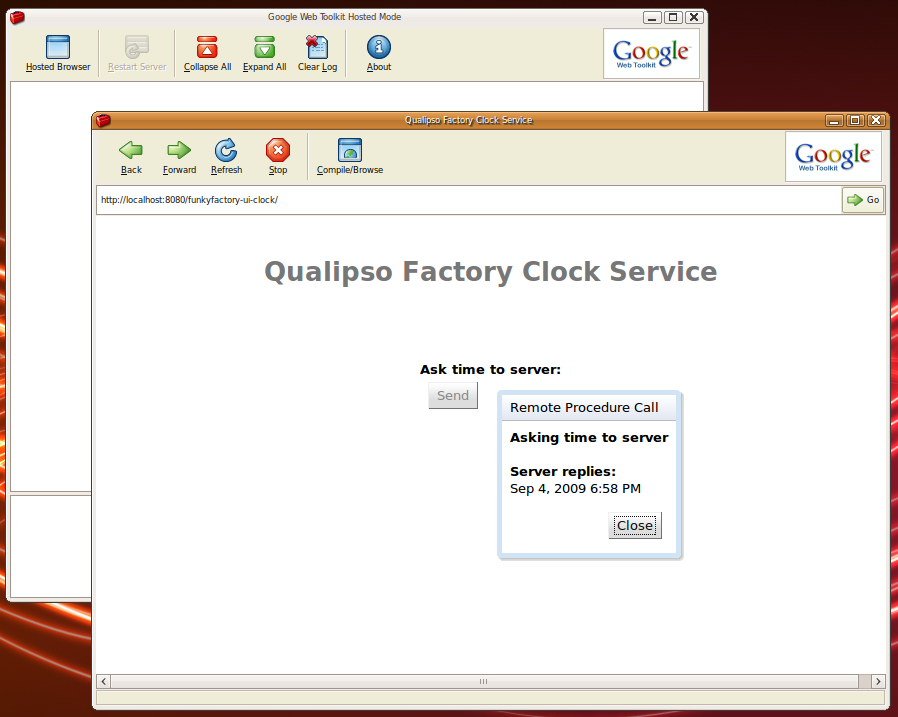 Google Web Toolkit Hosted Mode
Hosted Browser
Restart Server
Collapse All
Expand All
Clear Log
About
Google
Web Toolkit
Qualipso Factory Clock Service
Back
Forward
Refresh
Stop
Compile/Browse
Google
Web Toolkit
http://localhost:8080/funkyfactory-ui-clock/
Go
Qualipso Factory Clock Service
Ask time to server:
Send
Remote Procedure Call
Asking time to server
Server replies:
Sep 4, 2009 6:58 PM
Close